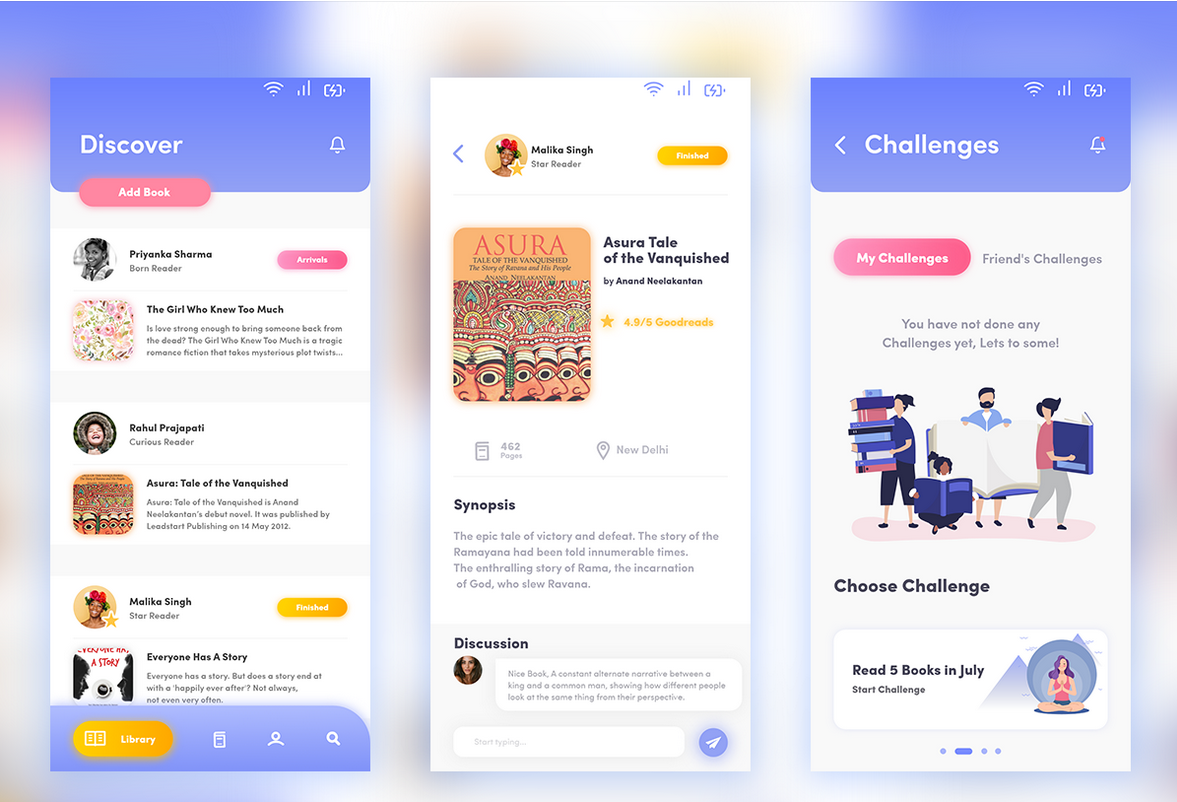 Discover
Add Book
Priyanka Sharma
Born Reader
Arrivals
The Girl Who Knew Too Much
Is love strong enough to bring someone back from
the dead? The Girl Who Knew Too Much is a tragic
romance fiction that takes mysterious plot twists...
Rahul Prajapati
Curious Reader
Asura: Tale of the Vanquished
Asura: Tale of the Vanquished is Anand
Neelakantan's debut novel. It was published by
Leadstart Publishing on 14 May 2012.
Malika Singh
Star Reader
Finished
EVERYONE HAS
A STORY
Everyone Has A Story
Everyone has a story. But does a story end at
with a 'happily ever after'? Not always,
not even very often.
Library
Malika Singh
Star Reader
Finished
ASURA
TALE OF THE VANQUISHED
The Story of Ravana and His People
ANAND NEELAKANTAN
Asura Tale
of the Vanquished
by Anand Neelakantan
4.9/5 Goodreads
462
Pages
New Delhi
Synopsis
The epic tale of victory and defeat. The story of the
Ramayana had been told innumerable times.
The enthralling story of Rama, the incarnation
of God, who slew Ravana.
Discussion
Nice Book, A constant alternate narrative between a
king and a common man, showing how different people
look at the same thing from their perspective.
Start typing...
Challenges
My Challenges
Friend's Challenges
You have not done any
Challenges yet, Lets to some!
Choose Challenge
Read 5 Books in July
Start Challenge